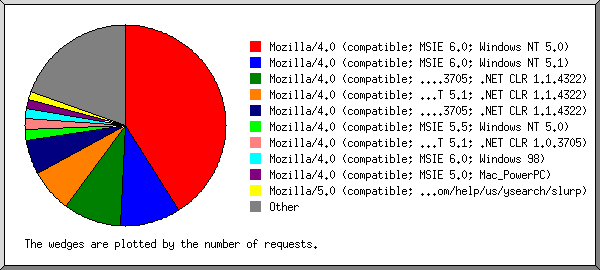 Mozilla/4.0 (compatible; MSIE 6.0; Windows NT 5.0)
Mozilla/4.0 (compatible; MSIE 6.0; Windows NT 5.1)
Mozilla/4.0 (compatible; ....3705; .NET CLR 1.1.4322)
Mozilla/4.0 (compatible; ...T 5.1; .NET CLR 1.1.4322)
Mozilla/4.0 (compatible; ....3705; .NET CLR 1.1.4322)
Mozilla/4.0 (compatible; MSIE 5.5; Windows NT 5.0)
Mozilla/4.0 (compatible; ...T 5.1; .NET CLR 1.0.3705)
Mozilla/4.0 (compatible; MSIE 6.0; Windows 98)
Mozilla/4.0 (compatible; MSIE 5.0; Mac_PowerPC)
Mozilla/5.0 (compatible; ...om/help/us/ysearch/slurp)
Other
The wedges are plotted by the number of requests.